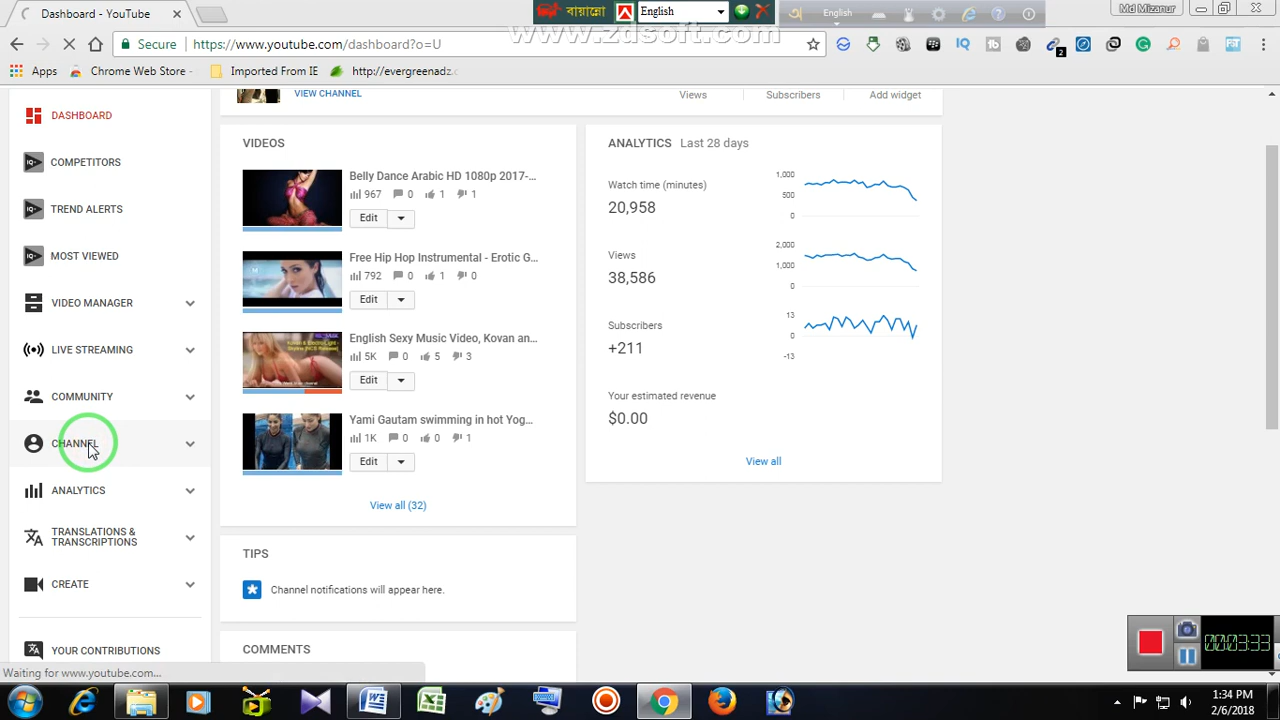 Dashboard - YouTube
বায়ান্নো
English
English
Md Mizanur
Secure
https://www.youtube.com/dashboard?o=U
www.zdsoft.com
2
Apps
Chrome Web Store -
Imported From IE
http://evergreenadz.c
DASHBOARD
COMPETITORS
TREND ALERTS
MOST VIEWED
VIDEO MANAGER
LIVE STREAMING
COMMUNITY
CHANNEL
ANALYTICS
TRANSLATIONS &
TRANSCRIPTIONS
CREATE
YOUR CONTRIBUTIONS
Waiting for www.youtube.com...
VIEW CHANNEL
Views
Subscribers
Add widget
VIDEOS
Belly Dance Arabic HD 1080p 2017-...
967 0 1 1
Edit
Free Hip Hop Instrumental - Erotic G...
792 0 1 0
Edit
English Sexy Music Video, Kovan an...
5K 0 5 3
Edit
Yami Gautam swimming in hot Yog...
1K 0 0 1
Edit
View all (32)
TIPS
Channel notifications will appear here.
COMMENTS
ANALYTICS Last 28 days
Watch time (minutes)
20,958
1,000
500
0
Views
38,586
2,000
1,000
0
Subscribers
+211
13
0
-13
Your estimated revenue
$0.00
View all
00:03:33
1:34 PM
2/6/2018